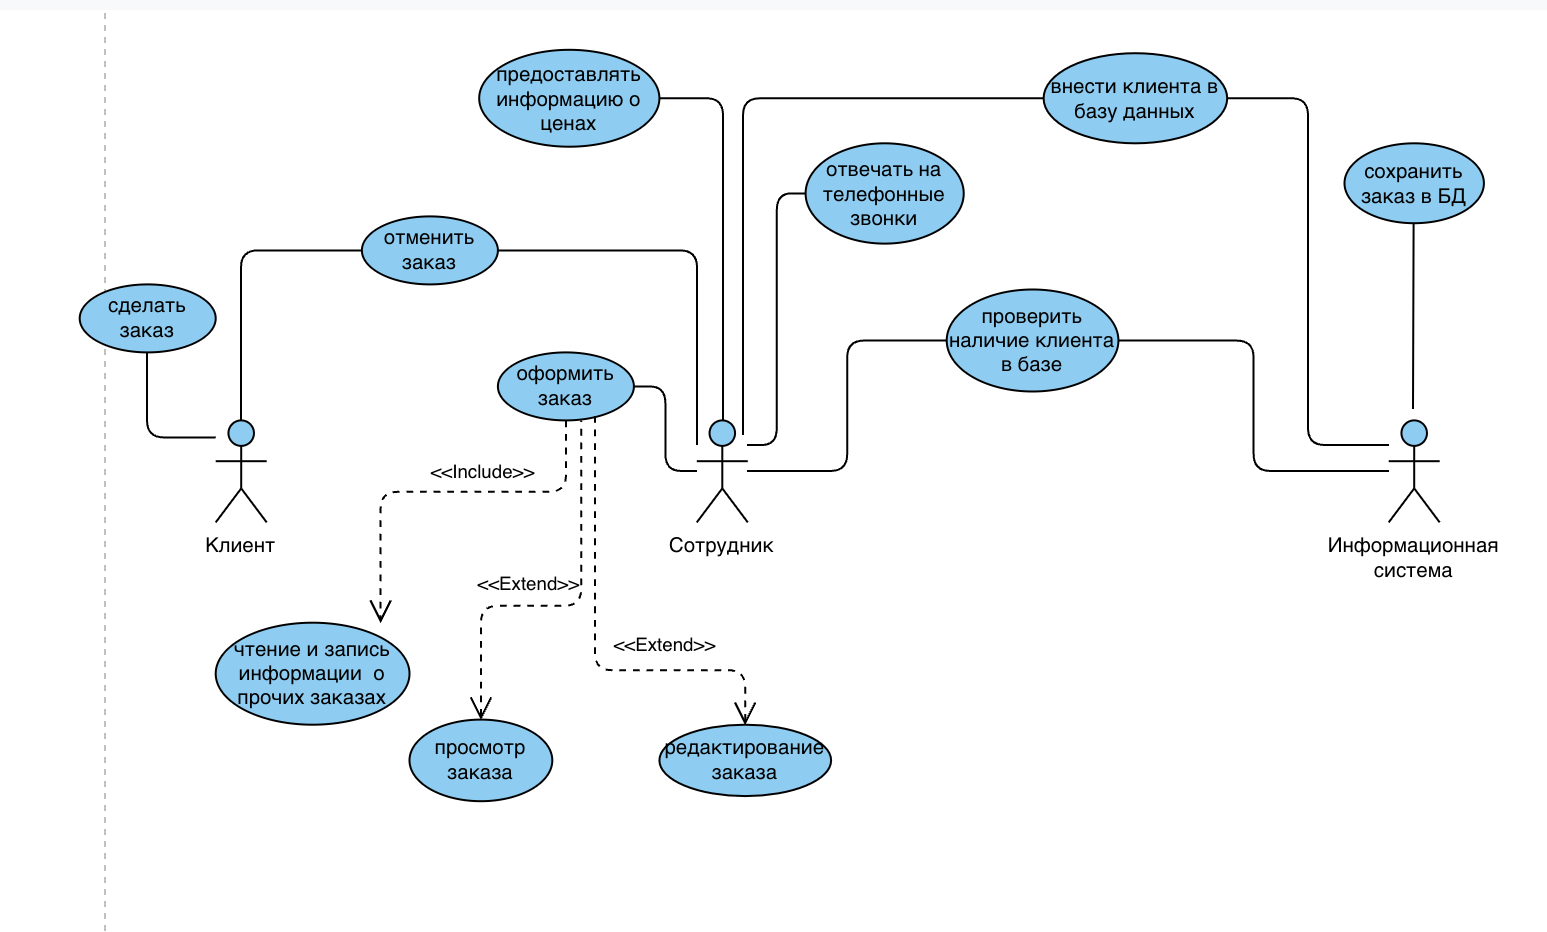 предоставлять
информацию о
ценах
внести клиента в
базу данных
отвечать на
телефонные
звонки
сохранить
заказ в БД
отменить
заказ
сделать
заказ
проверить
наличие клиента
в базе
оформить
заказ
<<Include>>
Клиент
Сотрудник
Информационная
система
<<Extend>>
<<Extend>>
чтение и запись
информации  о
прочих заказах
просмотр
заказа
редактирование
заказа